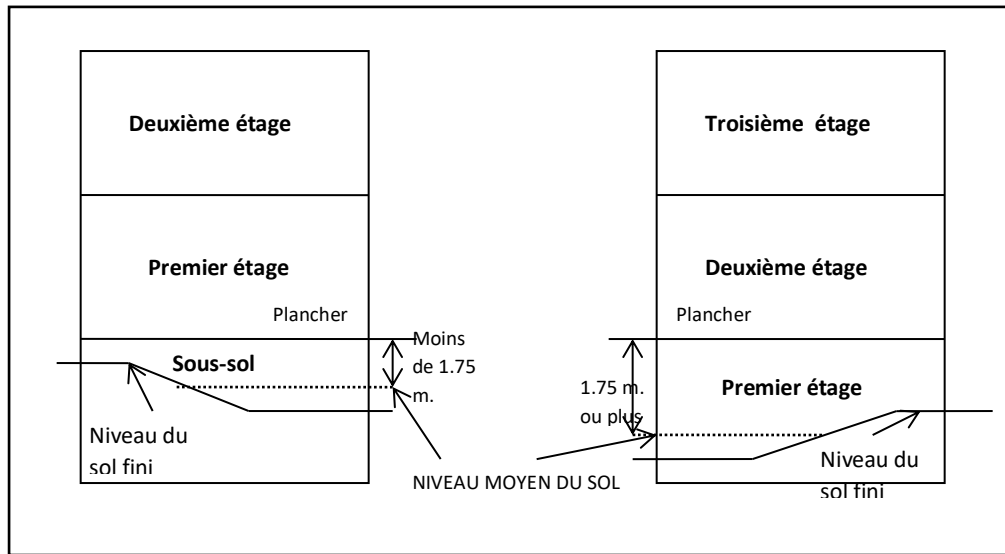 Deuxième étage
Premier étage
Plancher
Sous-sol
Moins
de 1.75
m.
Niveau du
sol fini
NIVEAU MOYEN DU SOL
Troisième étage
Deuxième étage
Plancher
1.75 m.
ou plus
Premier étage
Niveau du
sol fini